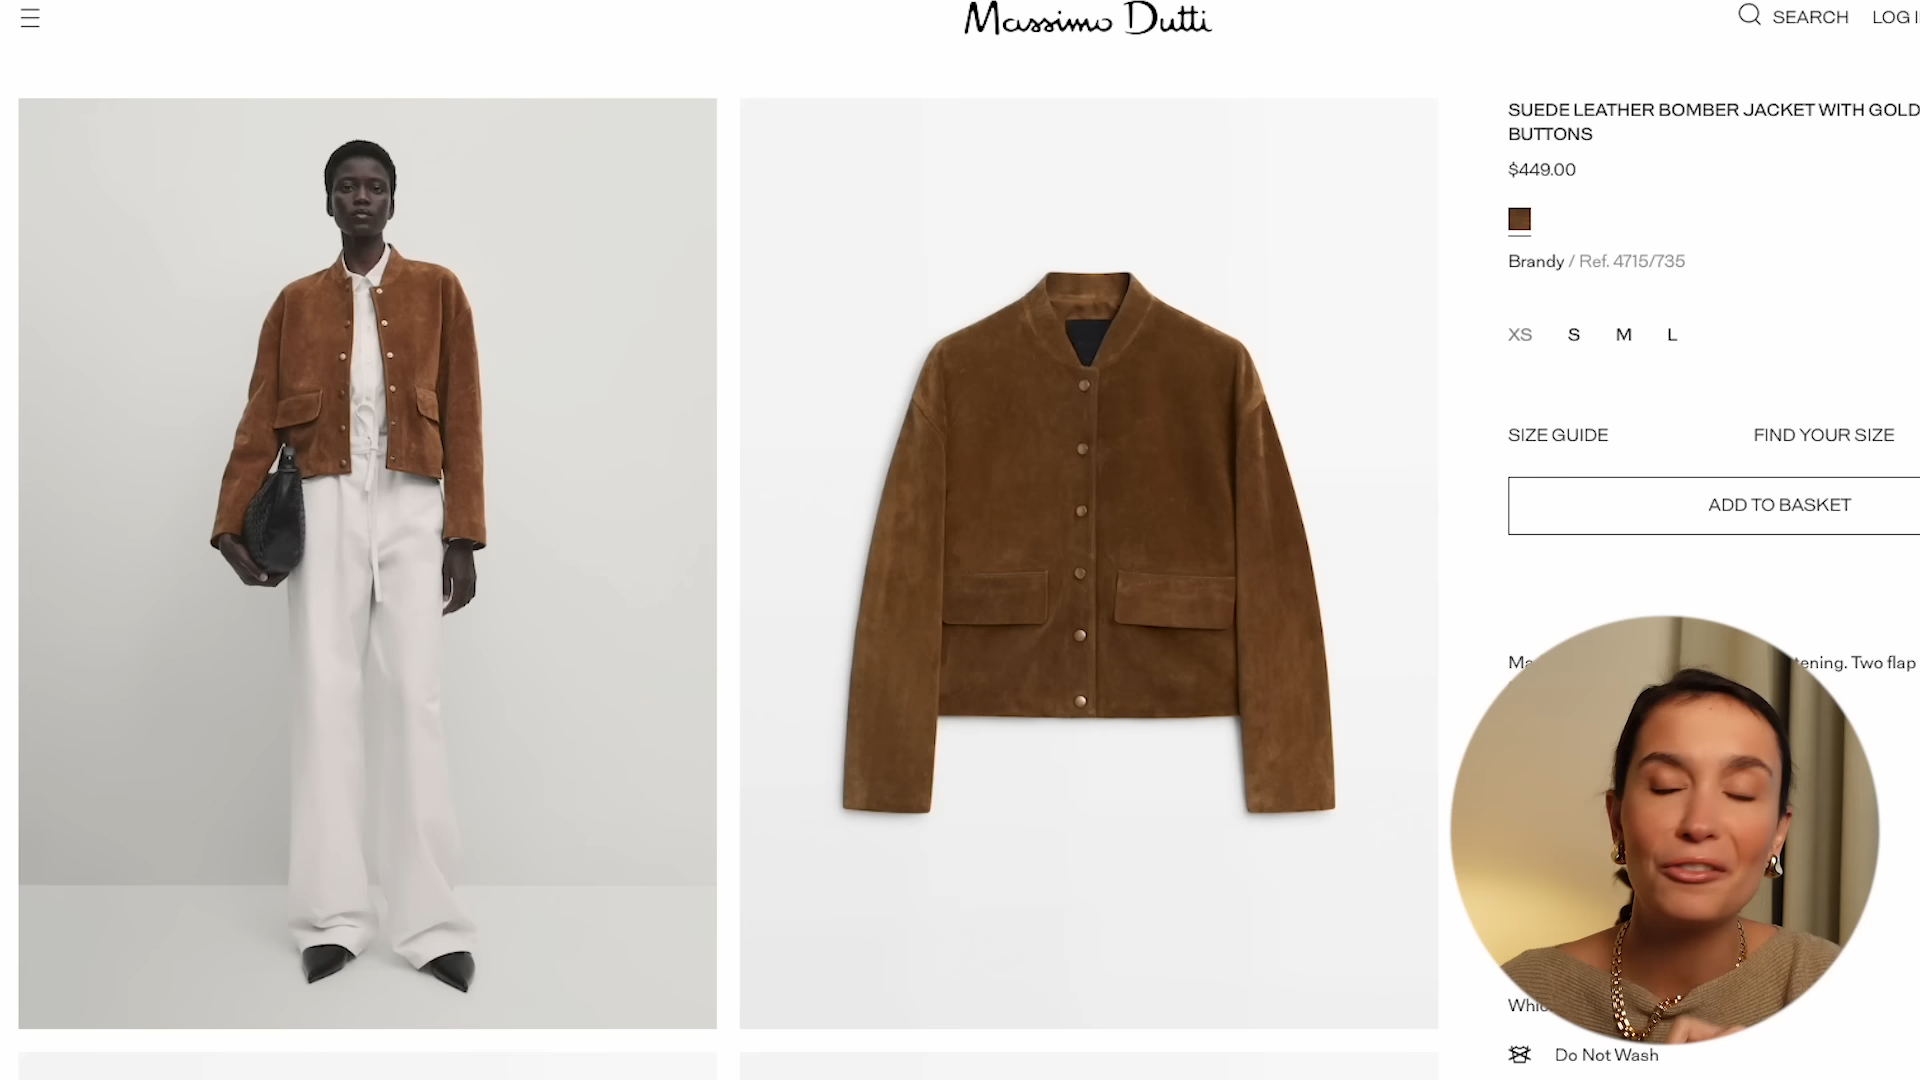 Massimo Dutti
SEARCH
LOG I
SUEDE LEATHER BOMBER JACKET WITH GOLD
BUTTONS
$449.00
Brandy / Ref. 4715/735
XS S M L
SIZE GUIDE
FIND YOUR SIZE
ADD TO BASKET
Two flap
Do Not Wash